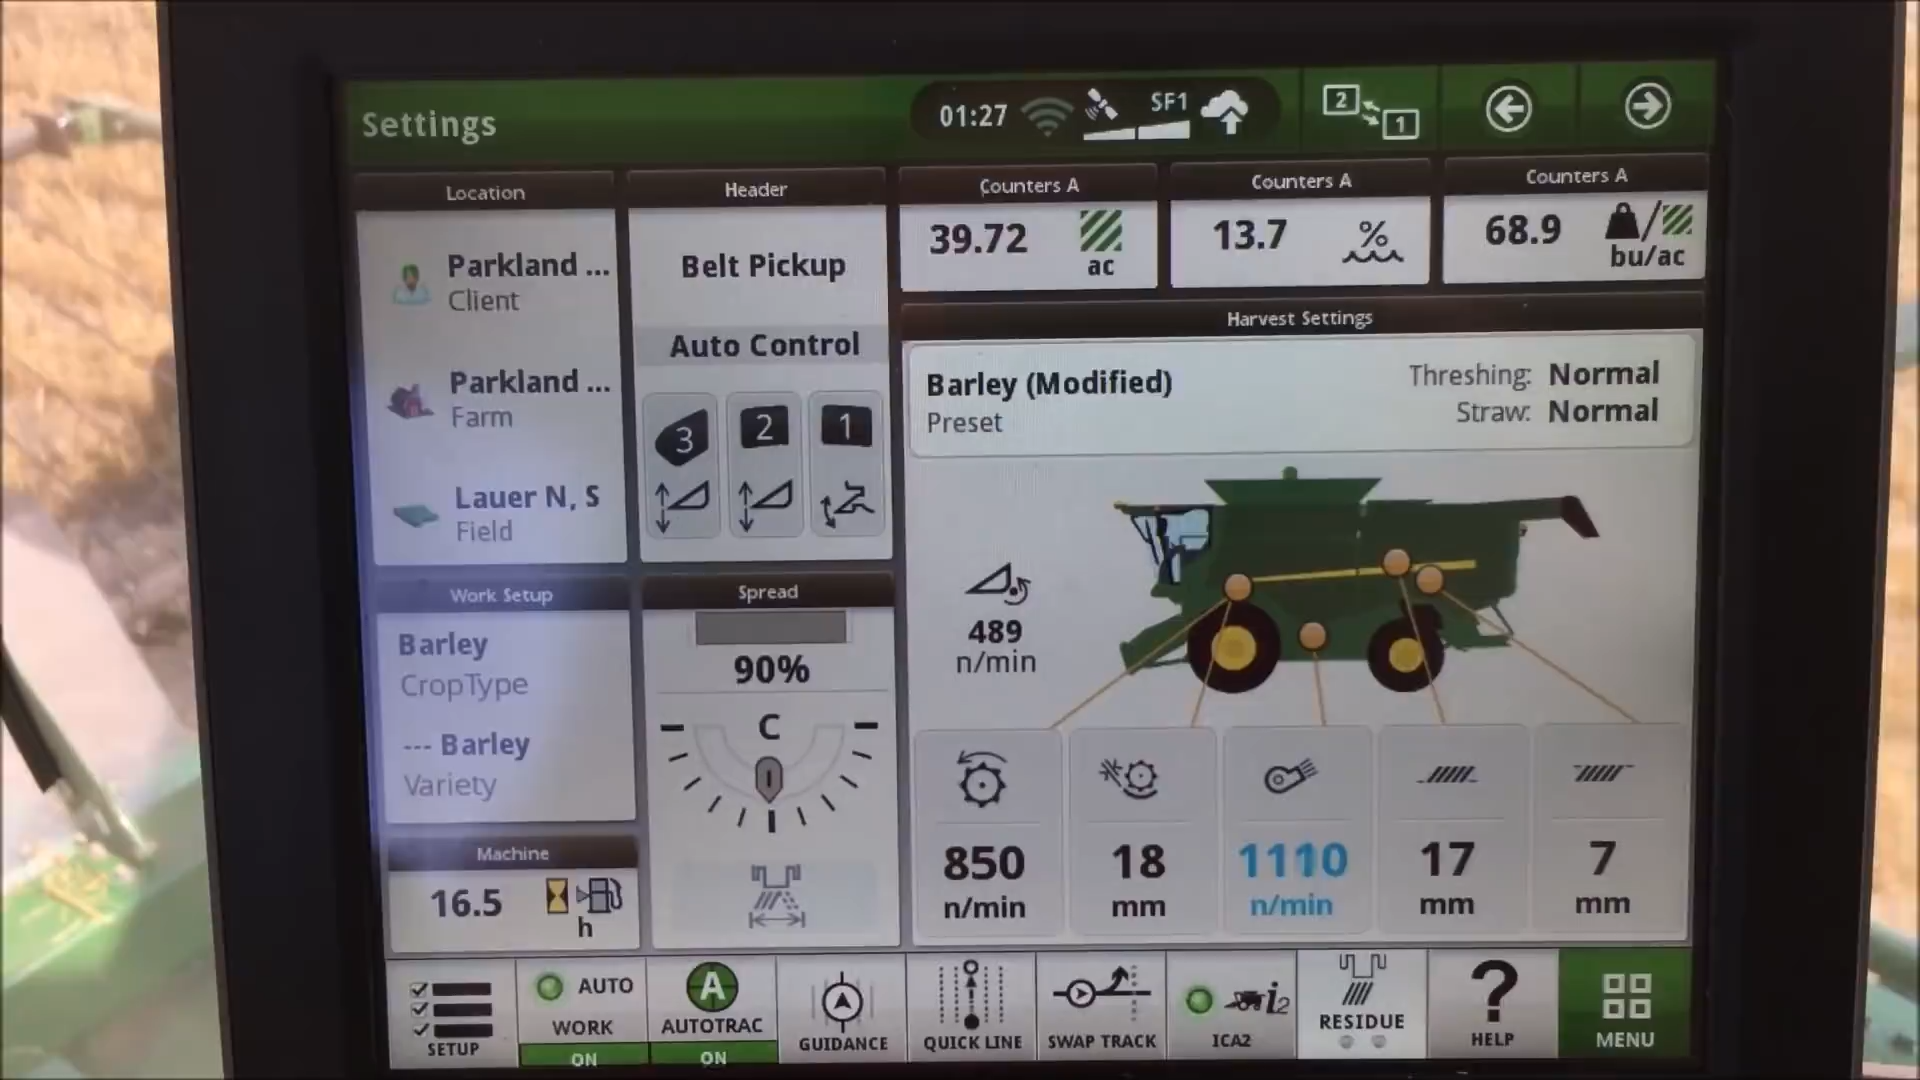 Settings
01:27
SF1
2
1
Location
Parkland ...
Client
Parkland ...
Farm
Lauer N, S
Field
Header
Belt Pickup
Auto Control
3 2 1
Counters A
39.72
ac
Counters A
13.7
%
Counters A
68.9
bu/ac
Harvest Settings
Barley (Modified)
Preset
Threshing: Normal
Straw: Normal
489
n/min
Work Setup
Barley
CropType
--- Barley
Variety
Spread
90%
C
Machine
16.5
h
850
n/min
18
mm
1110
n/min
17
mm
7
mm
SETUP
AUTO
WORK
ON
A
AUTOTRAC
ON
GUIDANCE
QUICK LINE
SWAP TRACK
i2
ICA2
RESIDUE
?
HELP
MENU